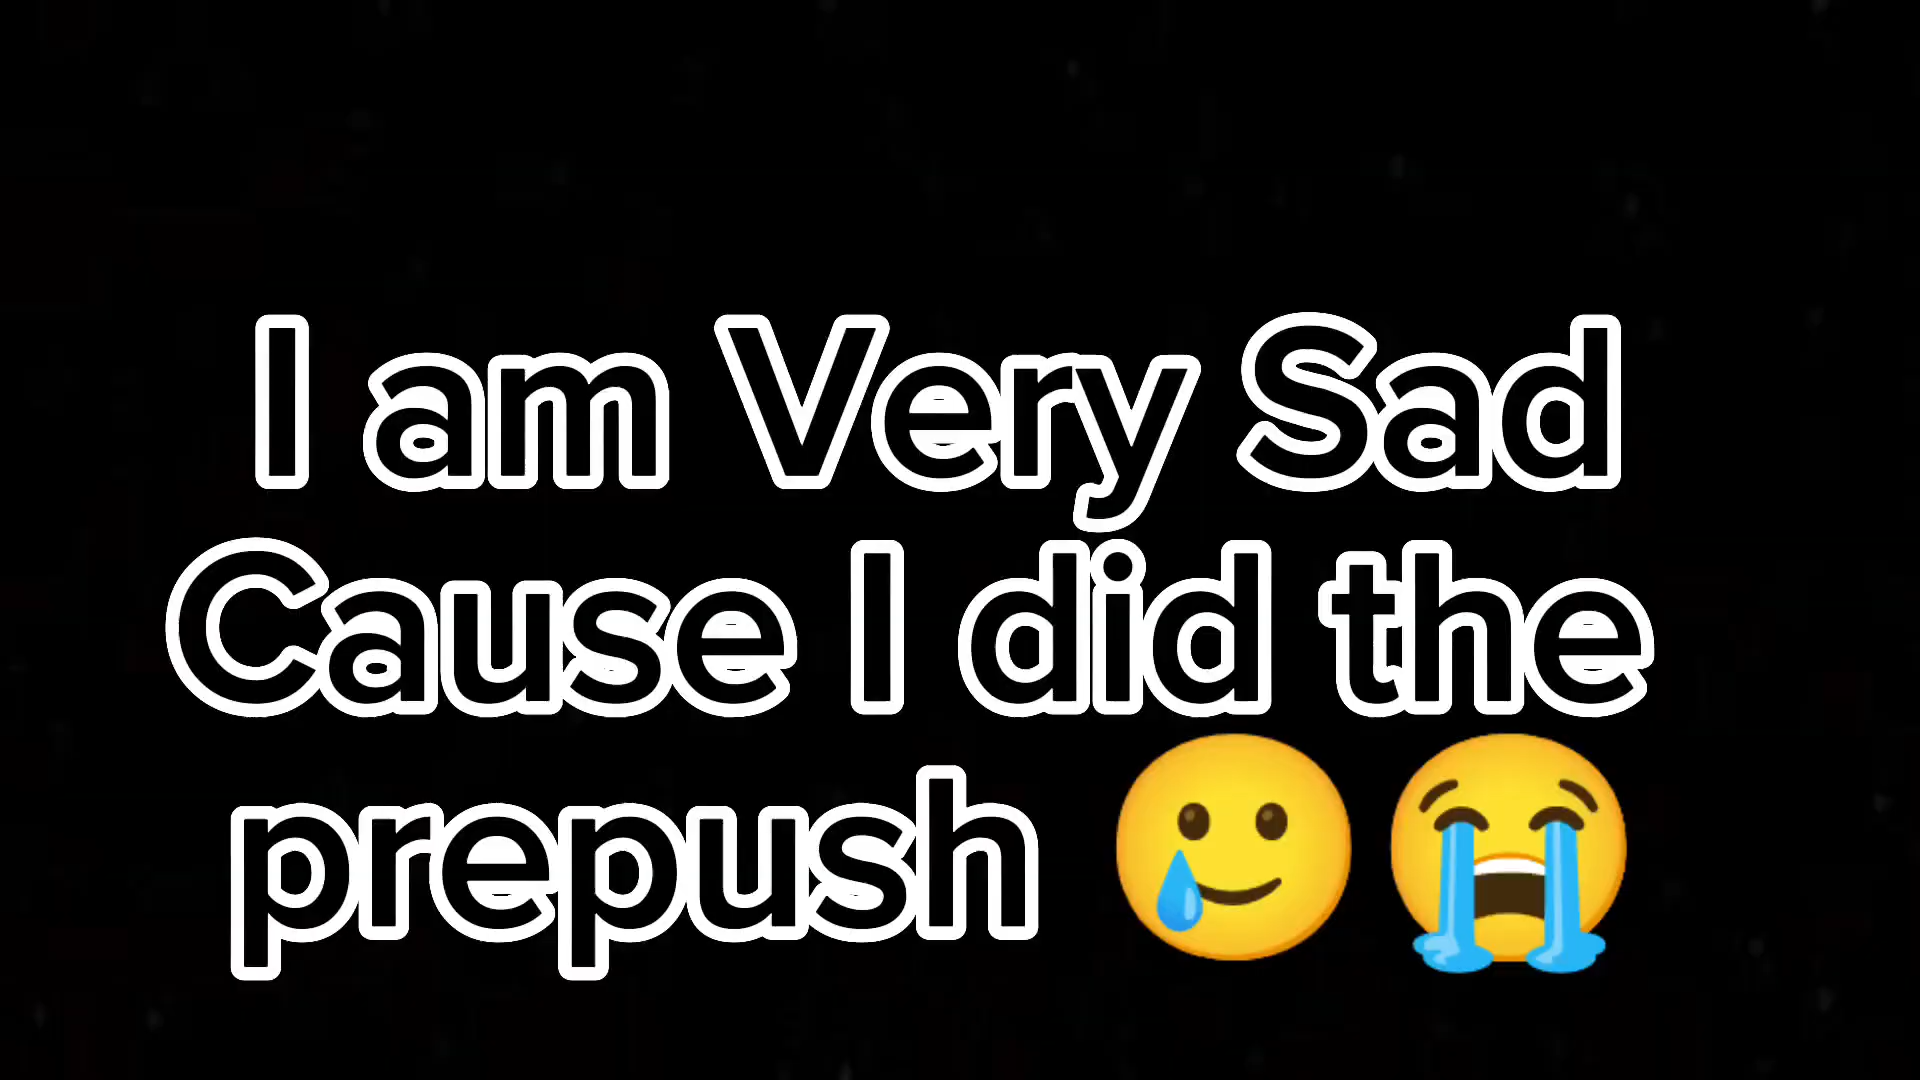 I am Very Sad
Cause I did the
prepush 🥲😭